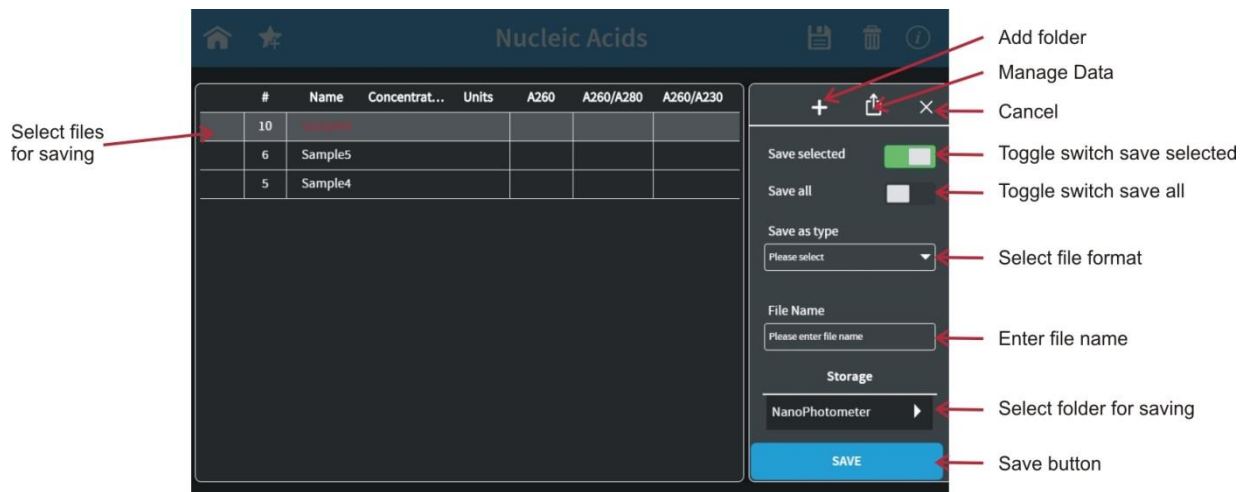 Nucleic Acids
Add folder
Manage Data
Cancel
# Name Concentrat... Units A260 A260/A280 A260/A230
Select files
for saving
10
6 Sample5
5 Sample4
Save selected
Toggle switch save selected
Save all
Toggle switch save all
Save as type
Please select
Select file format
File Name
Please enter file name
Enter file name
Storage
NanoPhotometer
Select folder for saving
SAVE
Save button